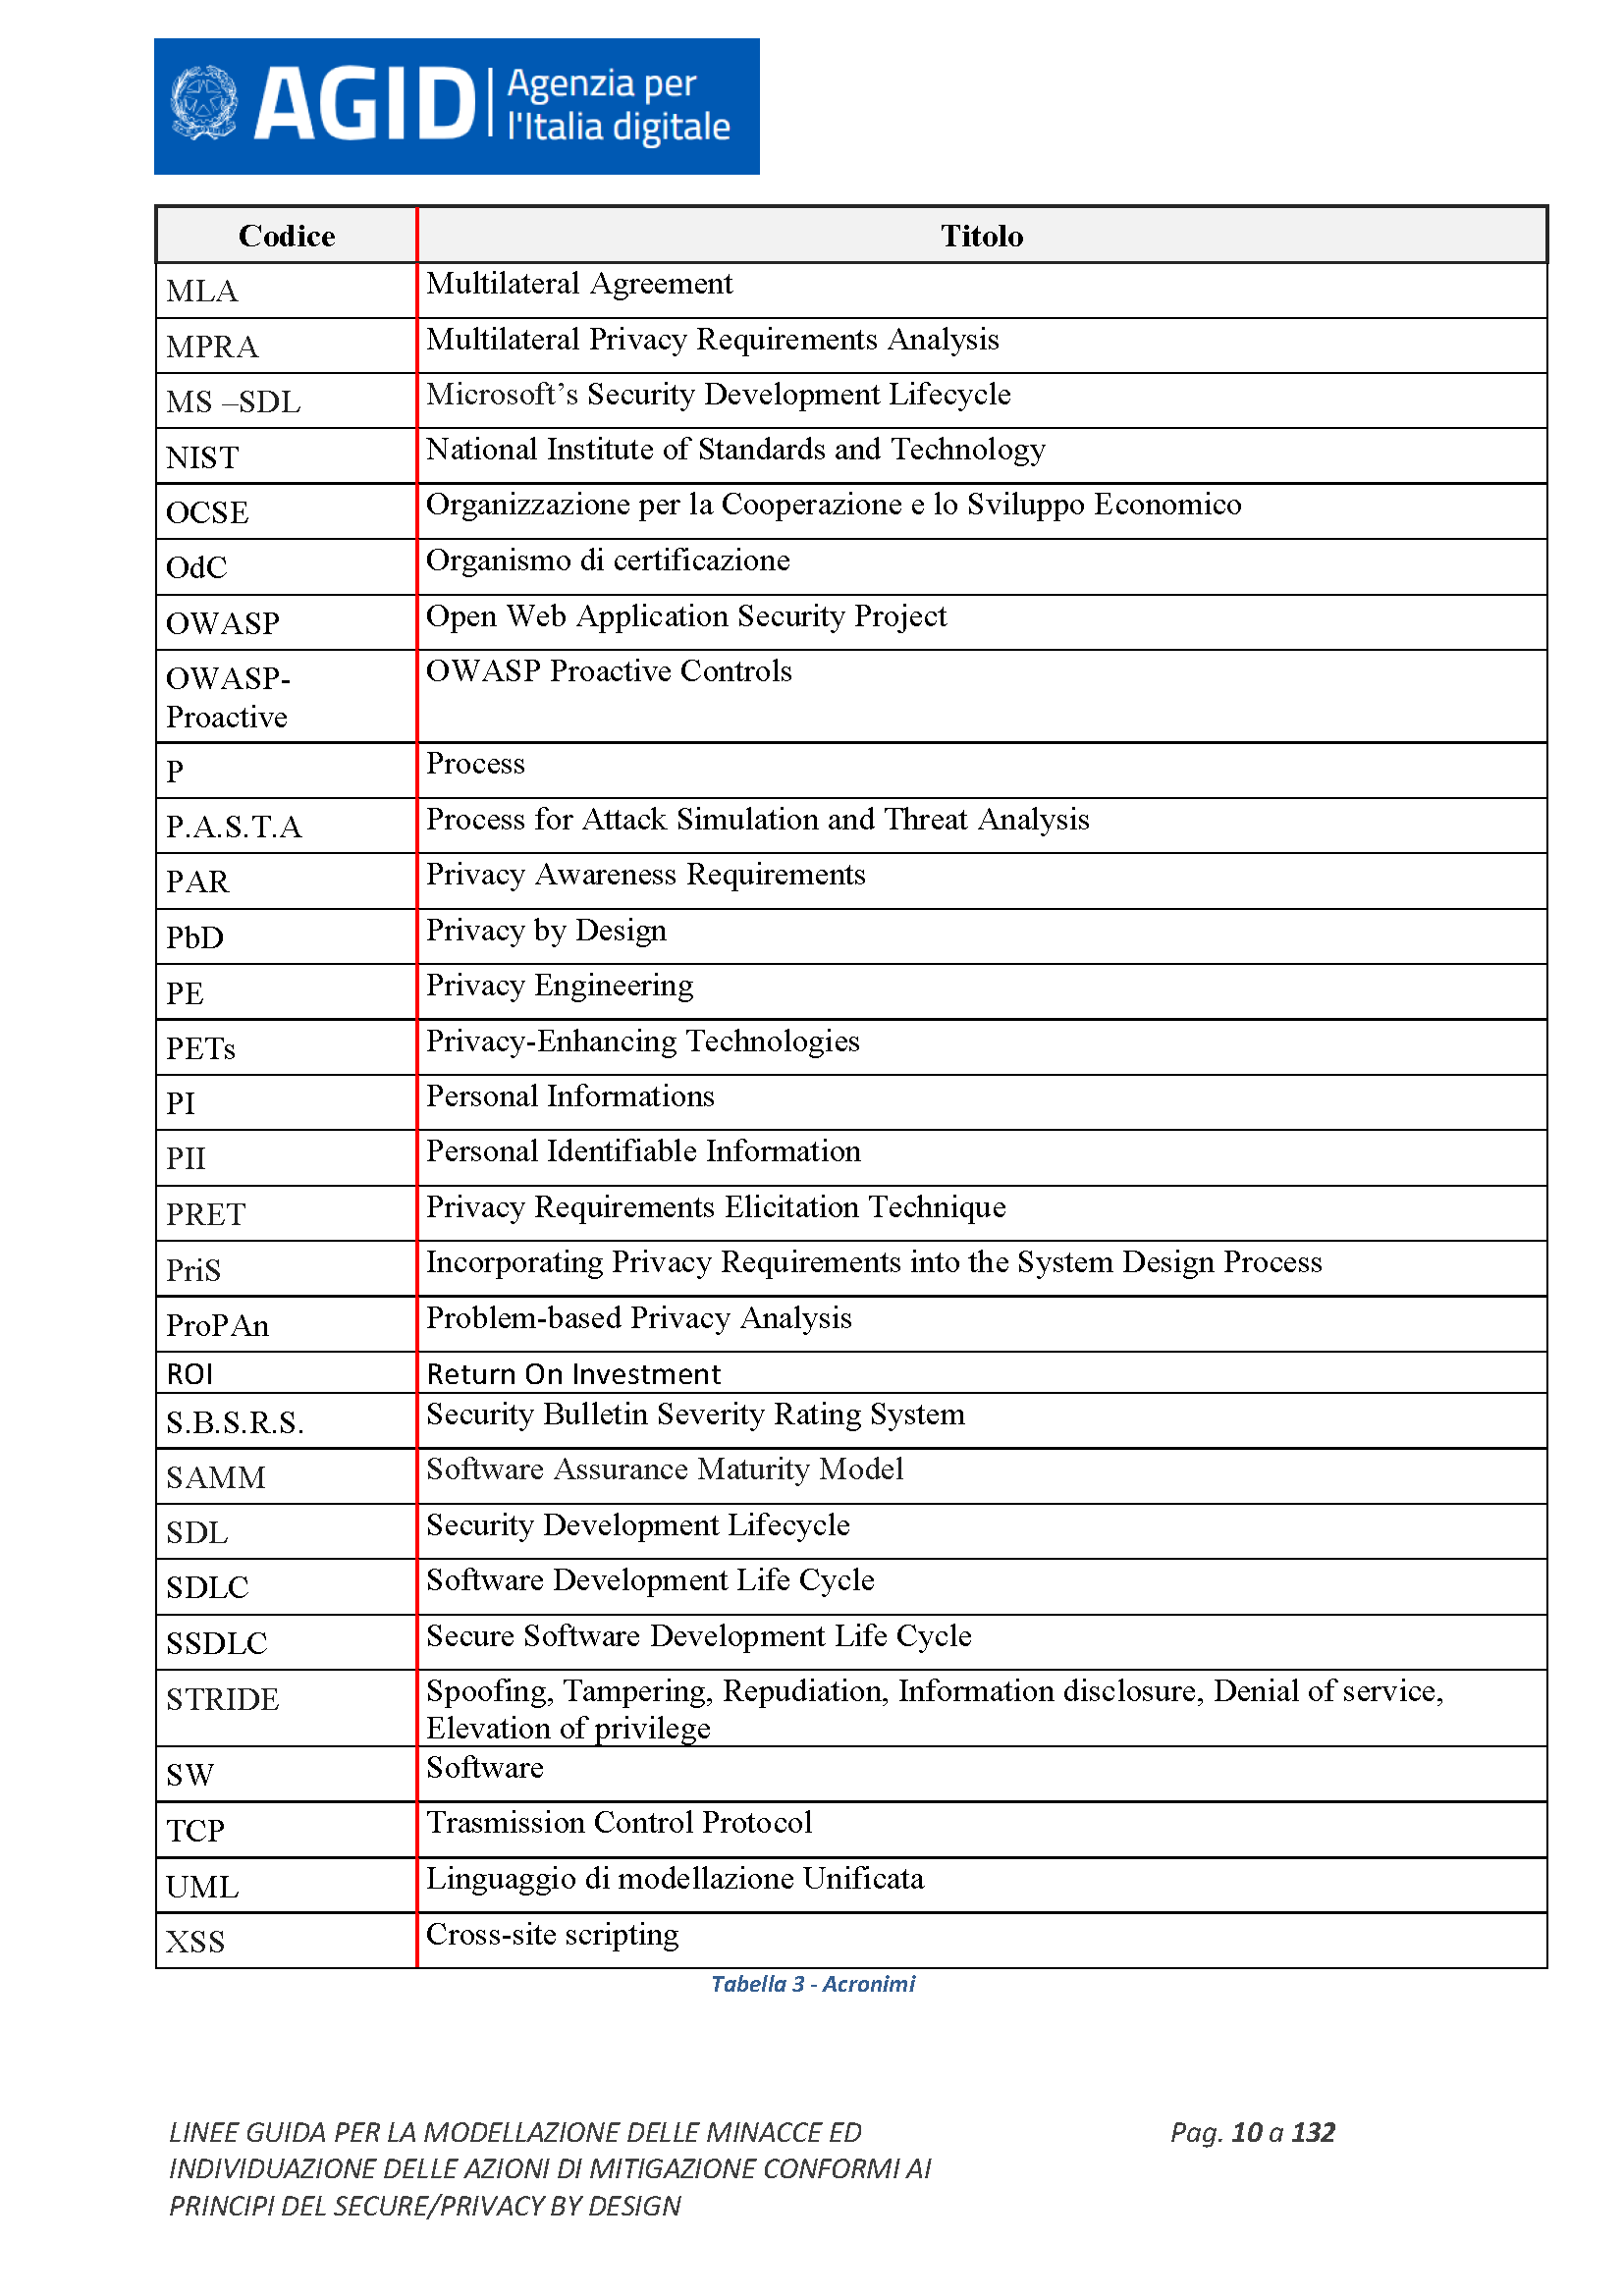 AGID
Agenzia per
l'Italia digitale
Codice Titolo
MLA Multilateral Agreement
MPRA Multilateral Privacy Requirements Analysis
MS –SDL Microsoft’s Security Development Lifecycle
NIST National Institute of Standards and Technology
OCSE Organizzazione per la Cooperazione e lo Sviluppo Economico
OdC Organismo di certificazione
OWASP Open Web Application Security Project
OWASP- OWASP Proactive Controls
Proactive
P Process
P.A.S.T.A Process for Attack Simulation and Threat Analysis
PAR Privacy Awareness Requirements
PbD Privacy by Design
PE Privacy Engineering
PETs Privacy-Enhancing Technologies
PI Personal Informations
PII Personal Identifiable Information
PRET Privacy Requirements Elicitation Technique
PriS Incorporating Privacy Requirements into the System Design Process
ProPAn Problem-based Privacy Analysis
ROI Return On Investment
S.B.S.R.S. Security Bulletin Severity Rating System
SAMM Software Assurance Maturity Model
SDL Security Development Lifecycle
SDLC Software Development Life Cycle
SSDLC Secure Software Development Life Cycle
STRIDE Spoofing, Tampering, Repudiation, Information disclosure, Denial of service,
Elevation of privilege
SW Software
TCP Trasmission Control Protocol
UML Linguaggio di modellazione Unificata
XSS Cross-site scripting
Tabella 3 - Acronimi
LINEE GUIDA PER LA MODELLAZIONE DELLE MINACCE ED Pag. 10 a 132
INDIVIDUAZIONE DELLE AZIONI DI MITIGAZIONE CONFORMI AI
PRINCIPI DEL SECURE/PRIVACY BY DESIGN